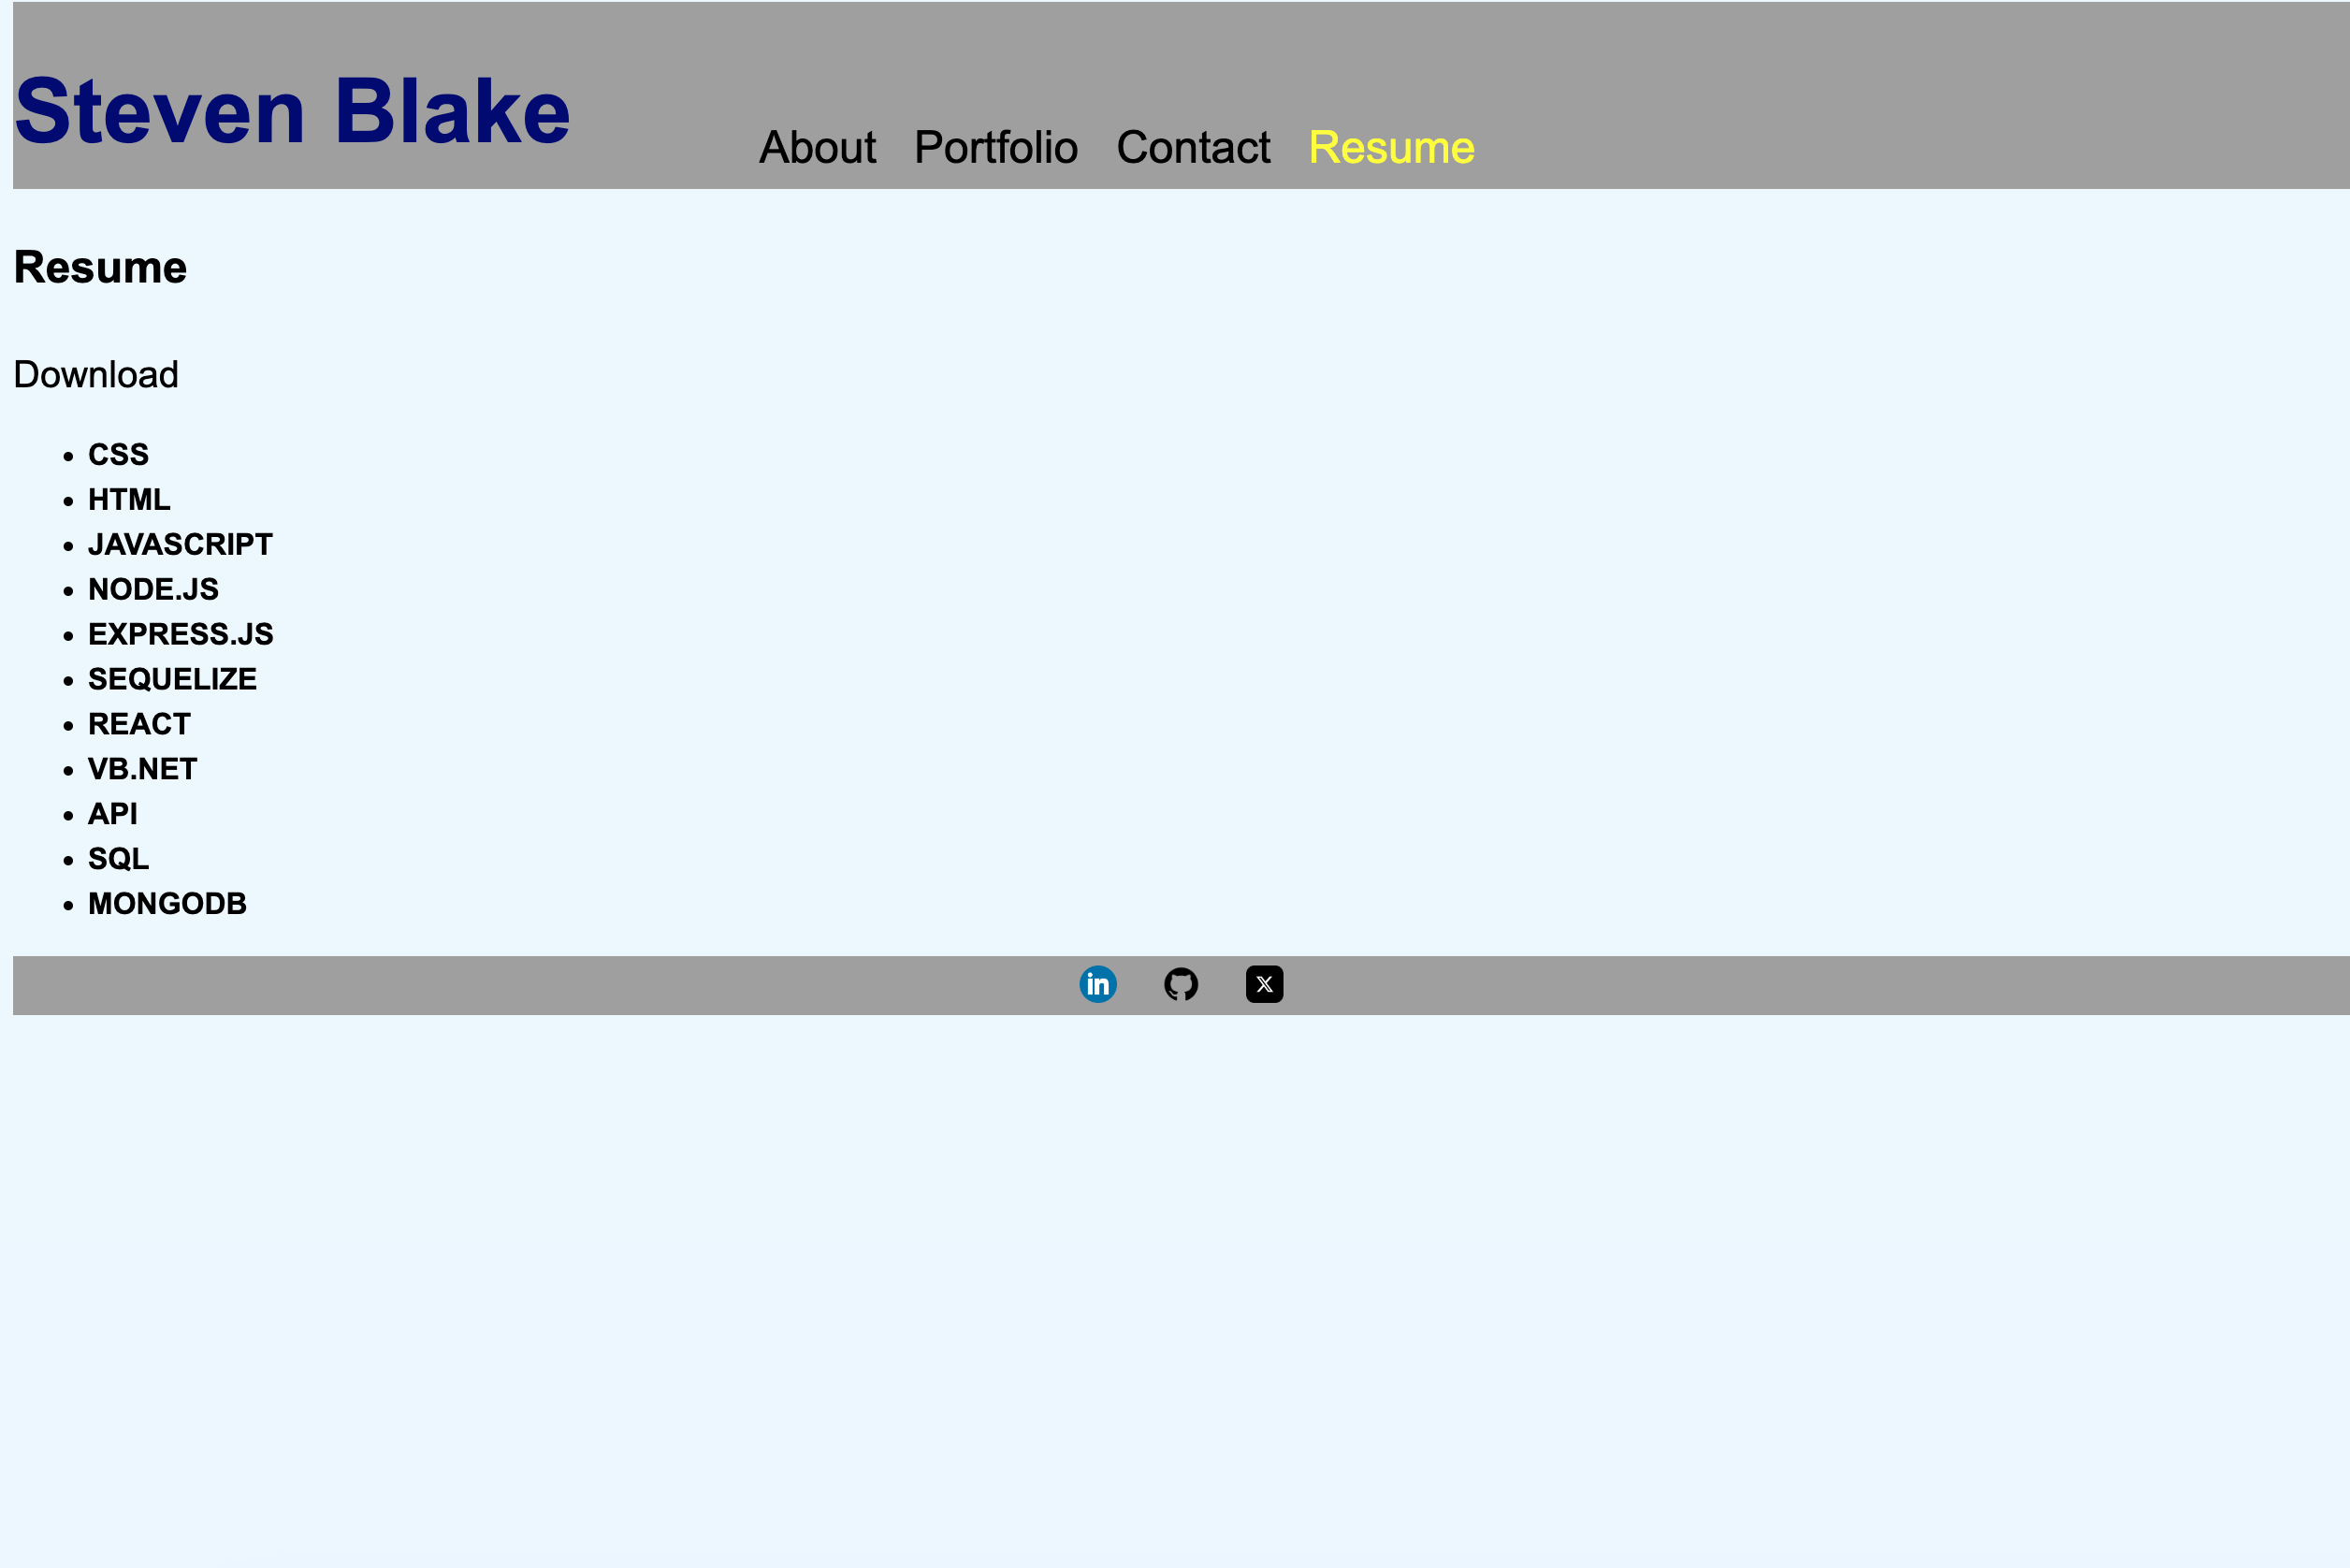 Steven Blake
About Portfolio Contact Resume
Resume
Download
CSS
HTML
JAVASCRIPT
NODE.JS
EXPRESS.JS
SEQUELIZE
REACT
VB.NET
API
SQL
MONGODB
in
X